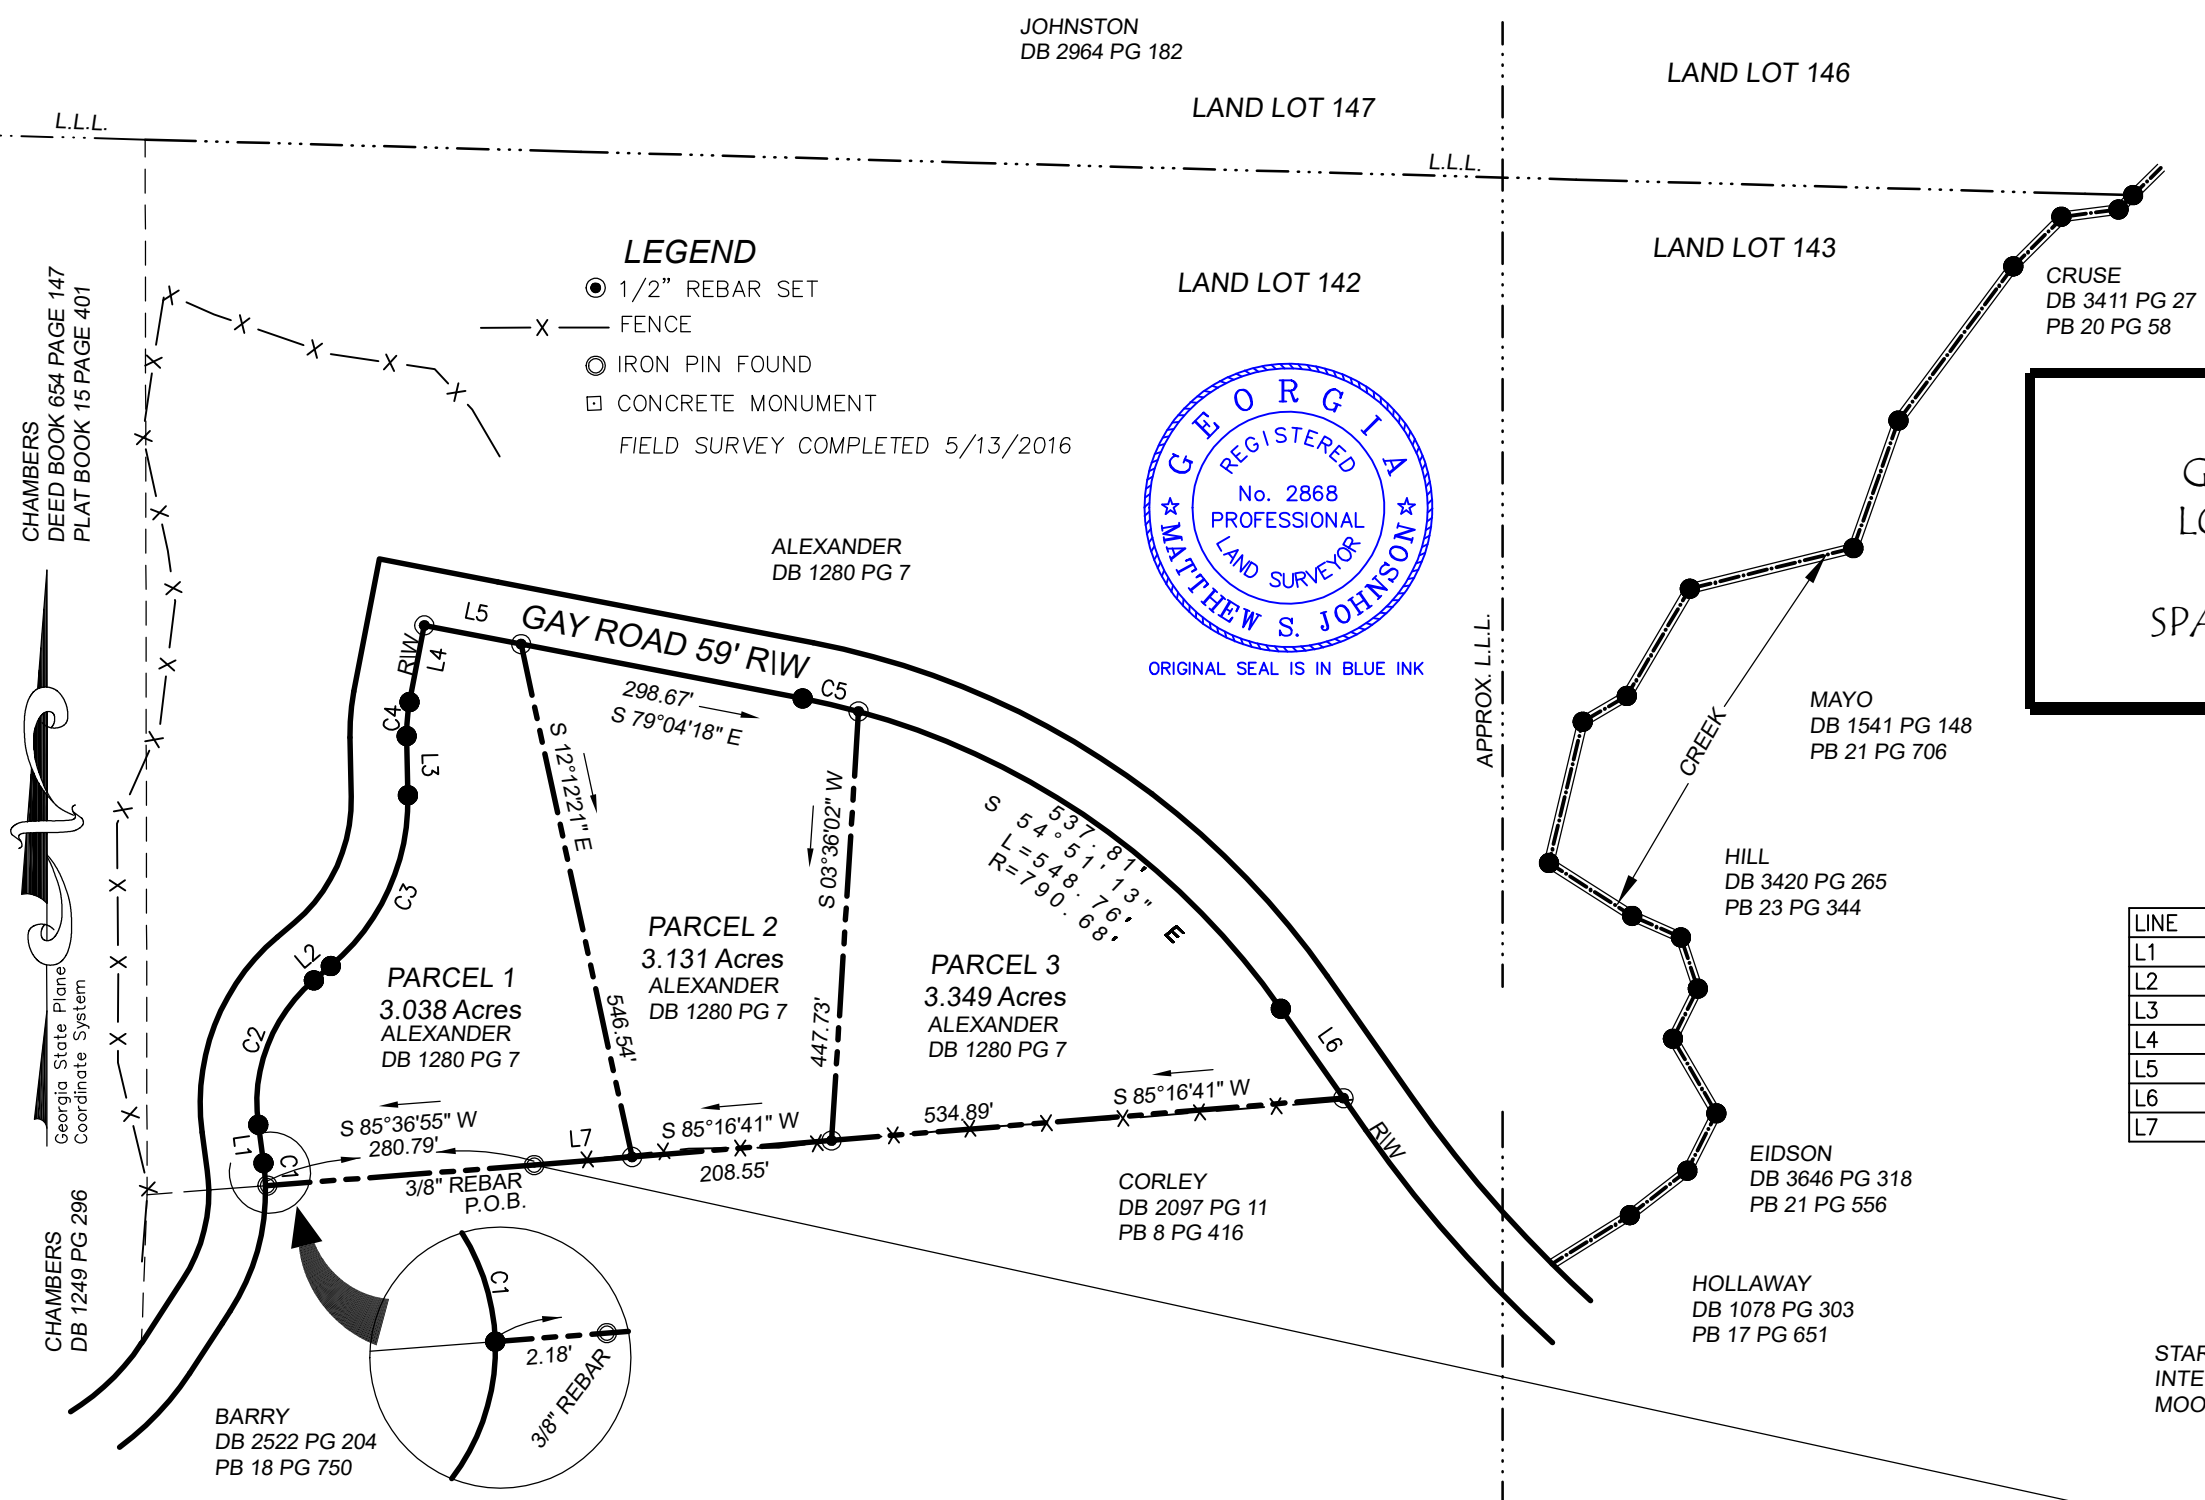 JOHNSTON
DB 2964 PG 182
LAND LOT 146
LAND LOT 147
L.L.L.
L.L.L.
LAND LOT 143
LAND LOT 142
CRUSE
DB 3411 PG 27
PB 20 PG 58
LEGEND
1/2" REBAR SET
X FENCE
IRON PIN FOUND
CONCRETE MONUMENT
FIELD SURVEY COMPLETED 5/13/2016
CHAMBERS
DEED BOOK 654 PAGE 147
PLAT BOOK 15 PAGE 401
GEORGIA
REGISTERED
No. 2868
PROFESSIONAL
LAND SURVEYOR
MATTHEW S. JOHNSON
ORIGINAL SEAL IS IN BLUE INK
ALEXANDER
DB 1280 PG 7
APPROX. L.L.L.
CREEK
MAYO
DB 1541 PG 148
PB 21 PG 706
HILL
DB 3420 PG 265
PB 23 PG 344
EIDSON
DB 3646 PG 318
PB 21 PG 556
HOLLAWAY
DB 1078 PG 303
PB 17 PG 651
L5
GAY ROAD 59' R\W
R\W
L4
298.67'
S 79°04'18" E
C5
C4
L3
S 12°12'21" E
546.54'
S 03°36'02" W
447.73'
537.81'
S 54°51'13" E
L=548.76'
R=790.68'
C3
L2
C2
PARCEL 1
3.038 Acres
ALEXANDER
DB 1280 PG 7
PARCEL 2
3.131 Acres
ALEXANDER
DB 1280 PG 7
PARCEL 3
3.349 Acres
ALEXANDER
DB 1280 PG 7
L6
R\W
Georgia State Plane
Coordinate System
L1
C1
S 85°36'55" W
280.79'
3/8" REBAR
P.O.B.
L7
S 85°16'41" W
208.55'
534.89'
S 85°16'41" W
CORLEY
DB 2097 PG 11
PB 8 PG 416
CHAMBERS
DB 1249 PG 296
C1
2.18'
3/8" REBAR
BARRY
DB 2522 PG 204
PB 18 PG 750
G
LO
SPA
LINE
L1
L2
L3
L4
L5
L6
L7
STAR
INTE
MOO